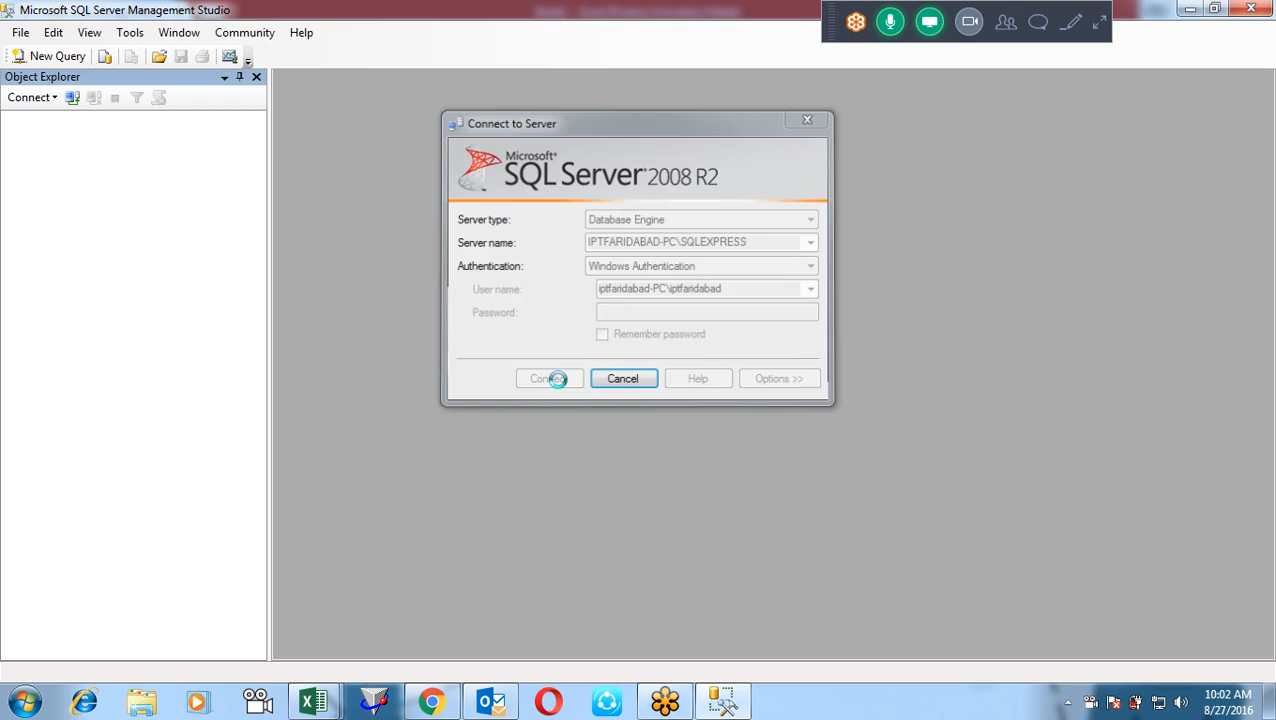 Microsoft SQL Server Management Studio
File View Window Community Help
New Query
Object Explorer
Connect
Connect to Server
Microsoft
SQL Server 2008 R2
Server type: Database Engine
Server name: IPTFARIDABAD-PC\SQLEXPRESS
Authentication: Windows Authentication
User name: iptfaridabad-PC\iptfaridabad
Password:
Remember password
Cancel Help Options >>
10:02 AM
8/27/2016